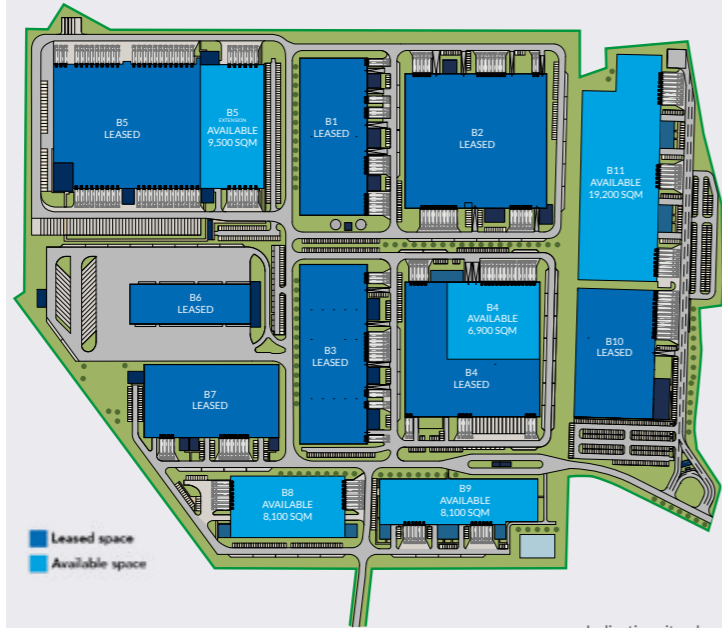 B5
LEASED
B5
EXTENSION
AVAILABLE
9,500 SQM
B1
LEASED
B2
LEASED
B11
AVAILABLE
19,200 SQM
B6
LEASED
B3
LEASED
B4
AVAILABLE
6,900 SQM
B4
LEASED
B10
LEASED
B7
LEASED
B8
AVAILABLE
8,100 SQM
B9
AVAILABLE
8,100 SQM
Leased space
Available space